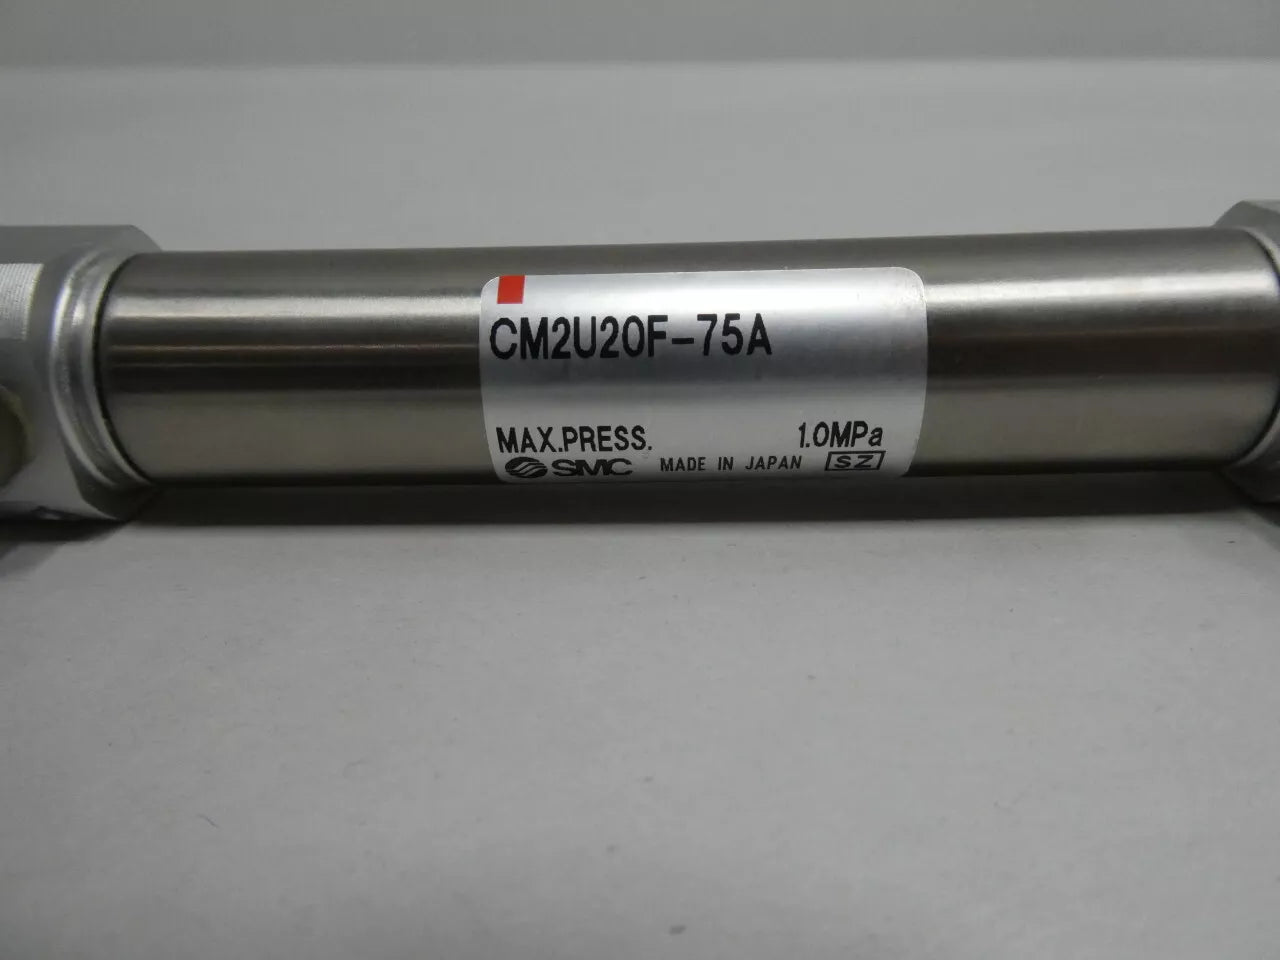 CM2U20F-75A
MAX.PRESS. 1.0MPa
SMC MADE IN JAPAN SZ